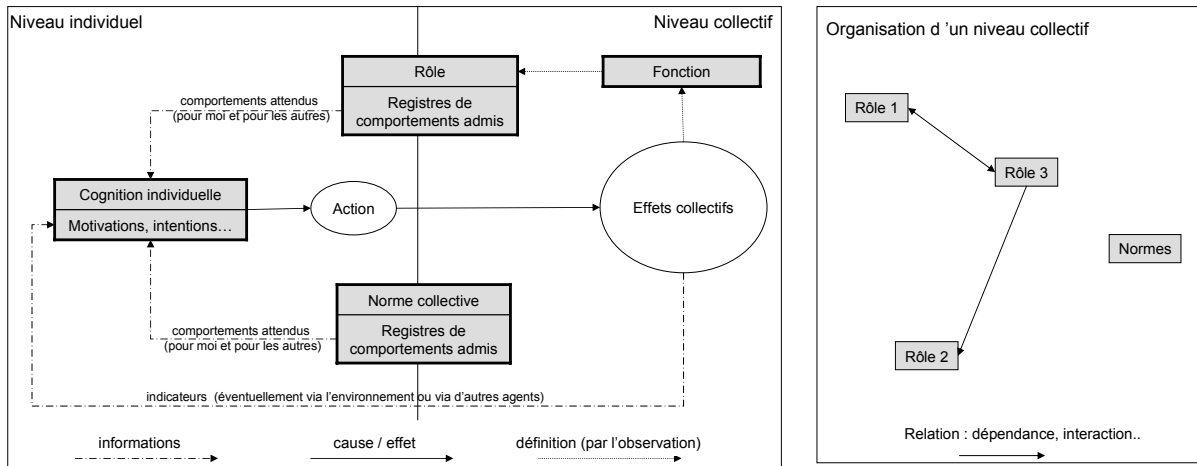 Niveau individuel
Niveau collectif
Rôle
Registres de
comportements admis
Fonction
comportements attendus
(pour moi et pour les autres)
Cognition individuelle
Motivations, intentions…
Action
Effets collectifs
Norme collective
Registres de
comportements admis
comportements attendus
(pour moi et pour les autres)
indicateurs (éventuellement via l’environnement ou via d’autres agents)
informations
cause / effet
définition (par l’observation)
Organisation d ’un niveau collectif
Rôle 1
Rôle 3
Normes
Rôle 2
Relation : dépendance, interaction..